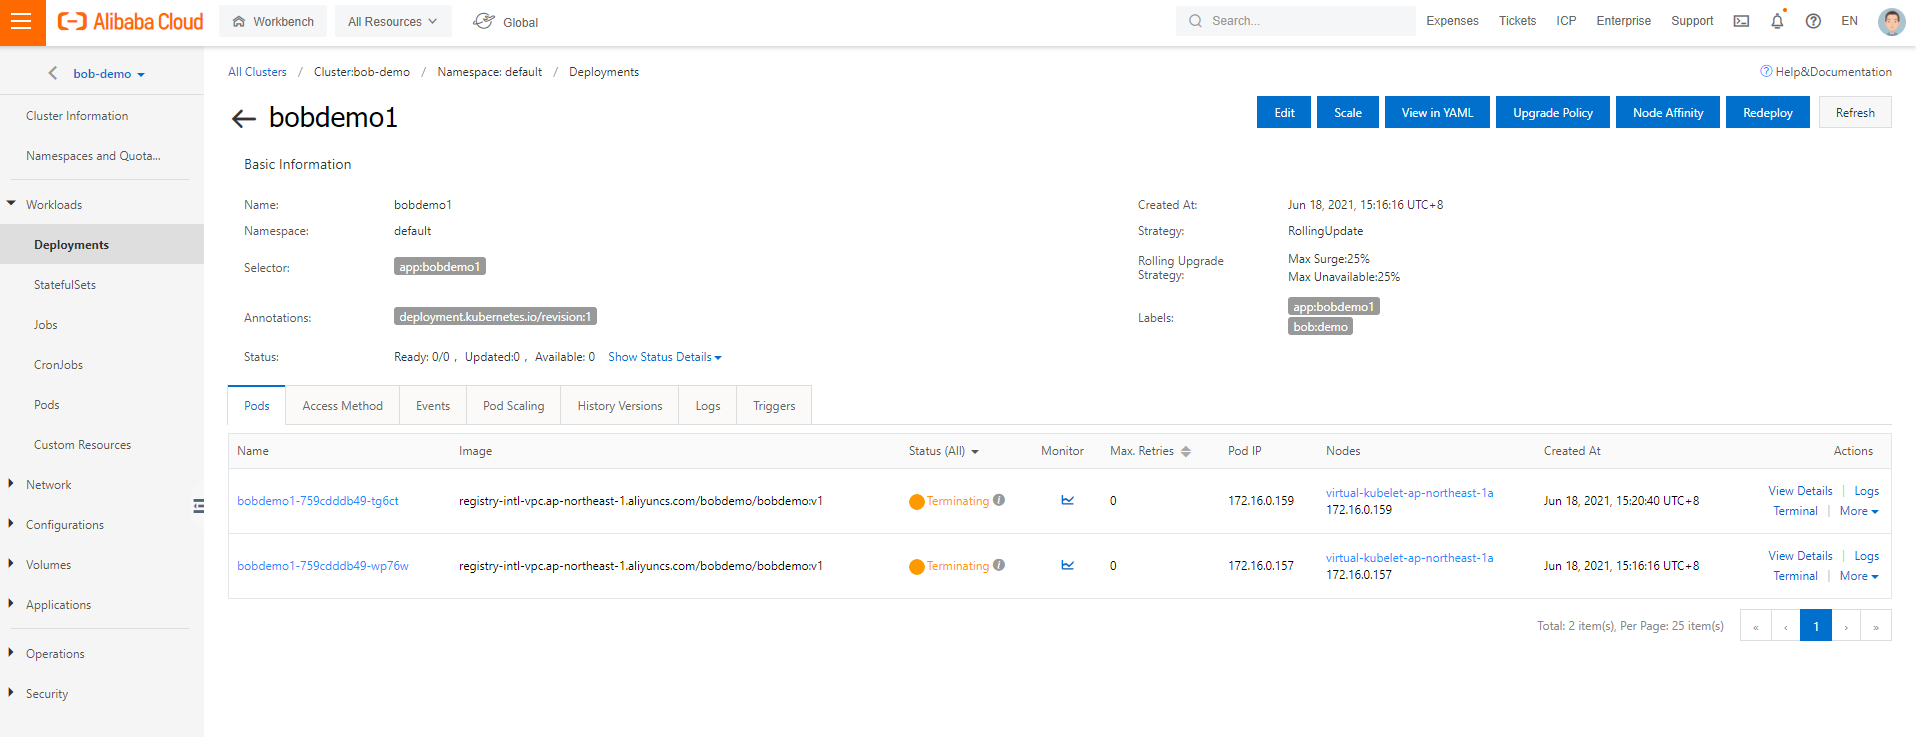 Alibaba Cloud Workbench All Resources Global Search... Expenses Tickets ICP Enterprise Support EN
bob-demo
Cluster Information
Namespaces and Quota...
Workloads
Deployments
StatefulSets
Jobs
CronJobs
Pods
Custom Resources
Network
Configurations
Volumes
Applications
Operations
Security
All Clusters / Cluster:bob-demo / Namespace: default / Deployments Help&Documentation
bobdemo1 Edit Scale View in YAML Upgrade Policy Node Affinity Redeploy Refresh
Basic Information
Name: bobdemo1 Created At: Jun 18, 2021, 15:16:16 UTC+8
Namespace: default Strategy: RollingUpdate
Selector: app:bobdemo1 Rolling Upgrade Strategy: Max Surge:25%
Max Unavailable:25%
Annotations: deployment.kubernetes.io/revision:1 Labels: app:bobdemo1
bob:demo
Status: Ready: 0/0 , Updated:0 , Available: 0 Show Status Details
Pods Access Method Events Pod Scaling History Versions Logs Triggers
Name Image Status (All) Monitor Max. Retries Pod IP Nodes Created At Actions
bobdemo1-759cdddb49-tg6ct registry-intl-vpc.ap-northeast-1.aliyuncs.com/bobdemo/bobdemo:v1 Terminating 0 172.16.0.159 virtual-kubelet-ap-northeast-1a Jun 18, 2021, 15:20:40 UTC+8 View Details | Logs
172.16.0.159 Terminal | More
bobdemo1-759cdddb49-wp76w registry-intl-vpc.ap-northeast-1.aliyuncs.com/bobdemo/bobdemo:v1 Terminating 0 172.16.0.157 virtual-kubelet-ap-northeast-1a Jun 18, 2021, 15:16:16 UTC+8 View Details | Logs
172.16.0.157 Terminal | More
Total: 2 item(s), Per Page: 25 item(s) « ‹ 1 › »